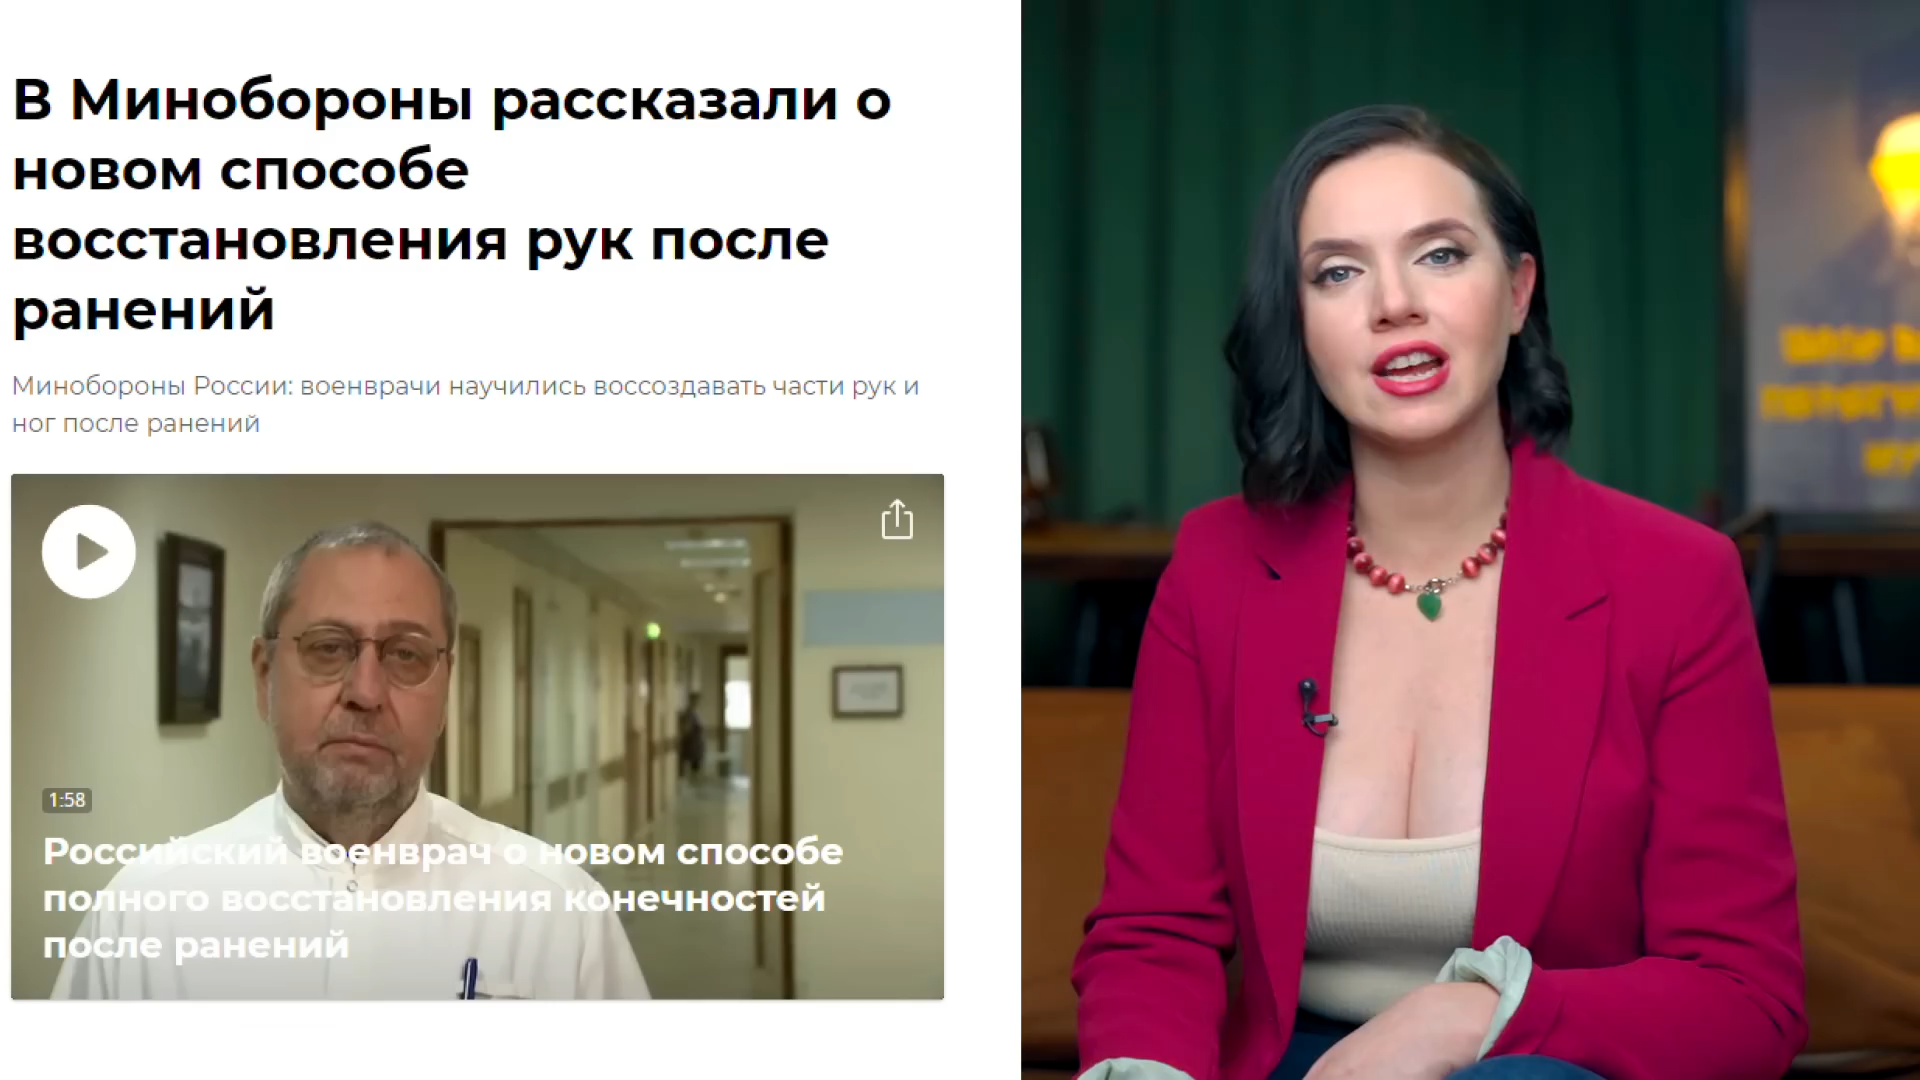 В Минобороны рассказали о
новом способе
восстановления рук после
ранений
Минобороны России: военврачи научились воссоздавать части рук и
ног после ранений
1:58
Российский военврач о новом способе
полного восстановления конечностей
после ранений